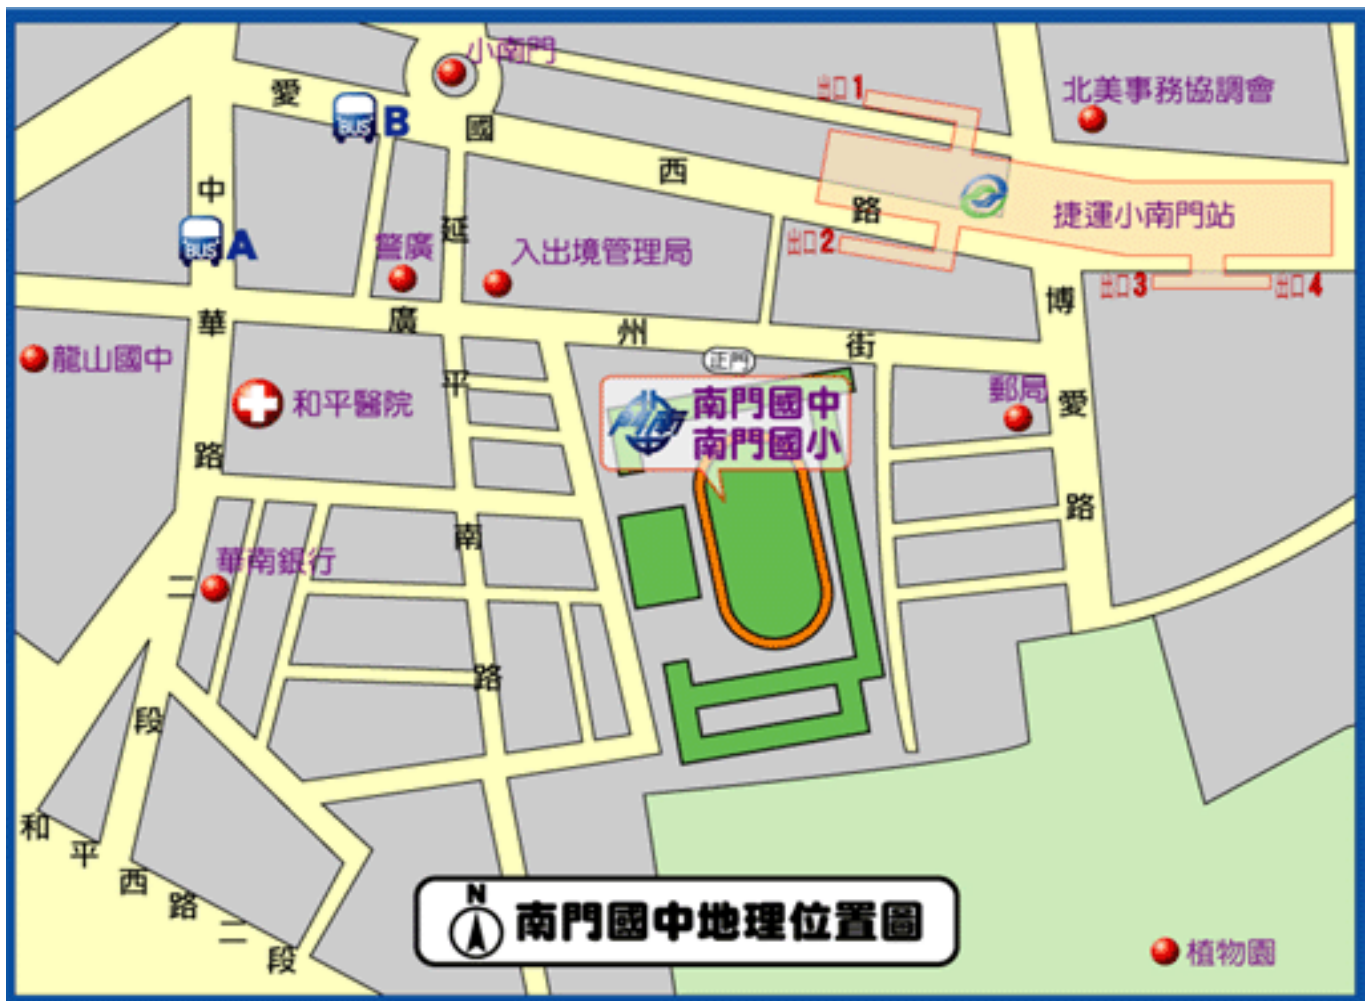 小南門
出口1
北美事務協調會
愛國西路
BUS B
捷運小南門站
出口2
出口3
出口4
BUS A
警廣
入出境管理局
中華路二段
延平南路
廣州街
博愛路
龍山國中
和平醫院
正門
南門國中
南門國小
郵局
華南銀行
和平西路二段
N
南門國中地理位置圖
植物園